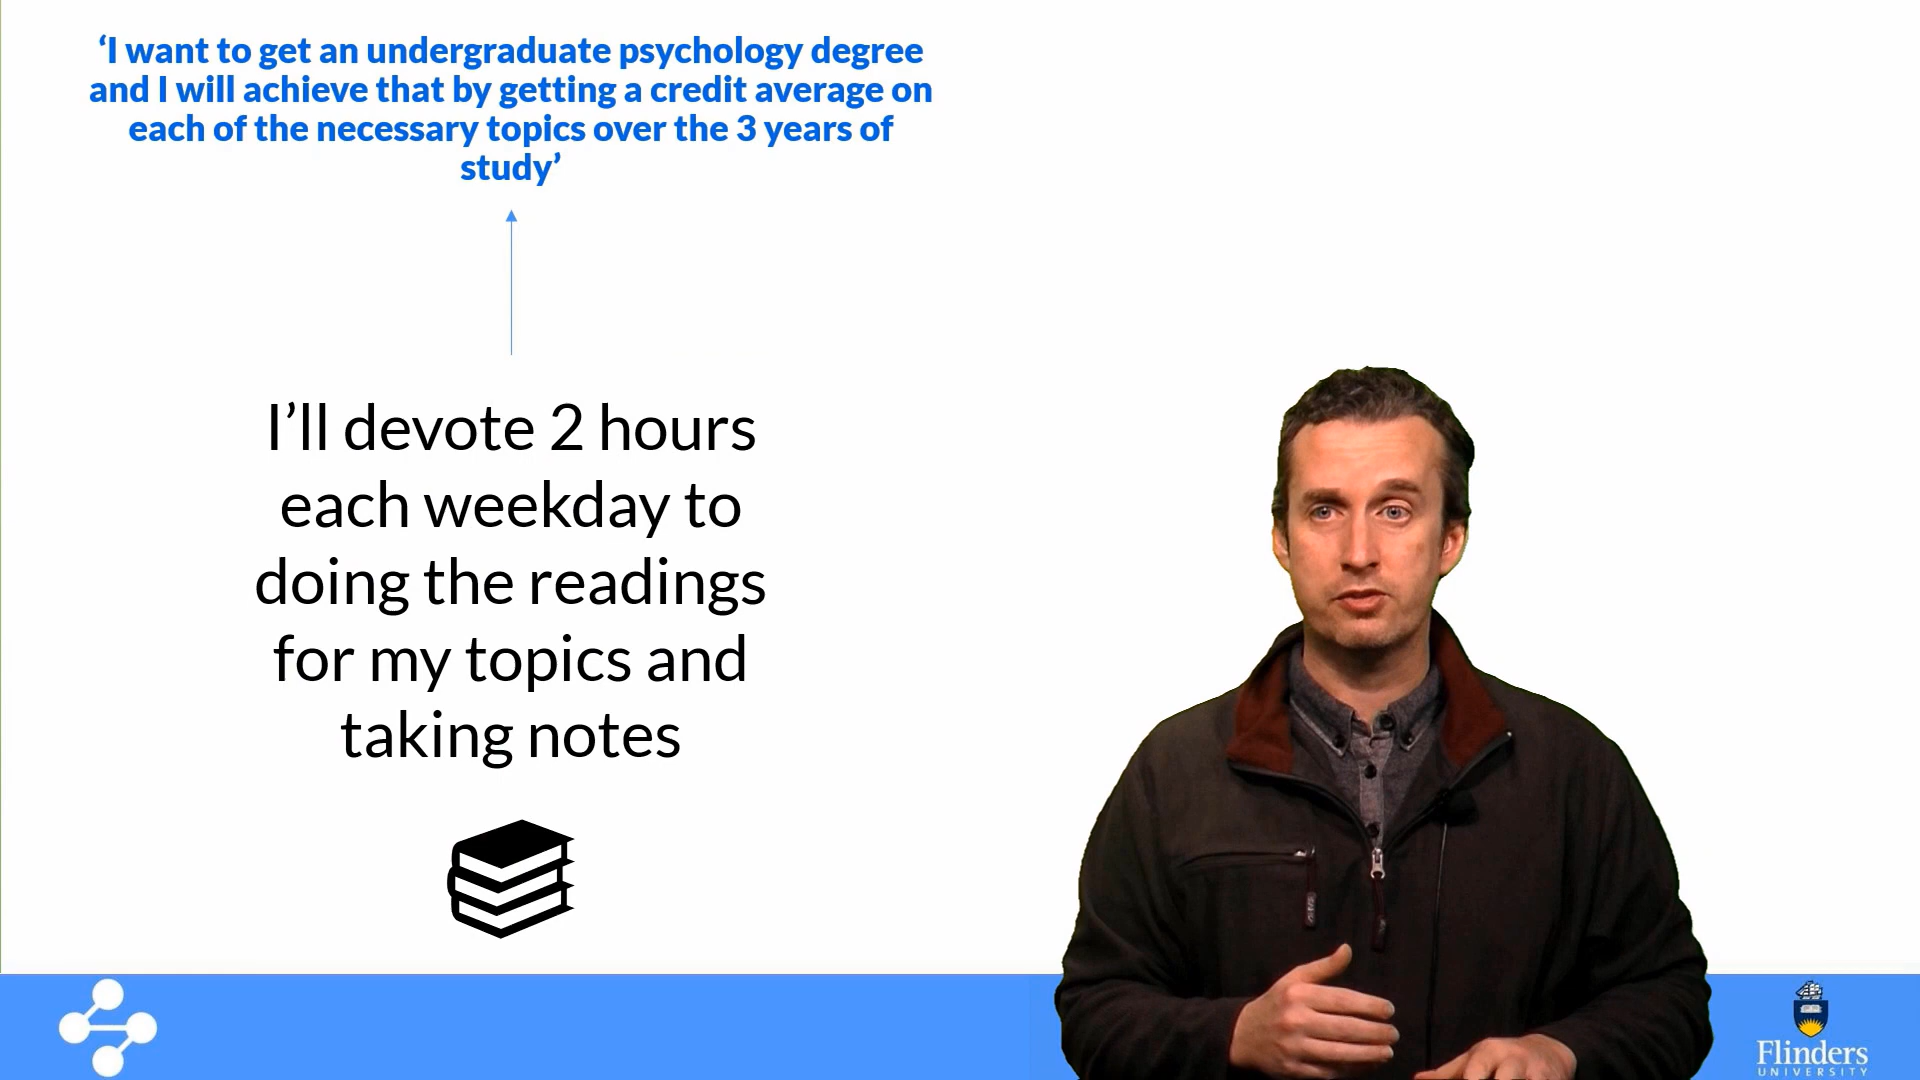 ‘I want to get an undergraduate psychology degree
and I will achieve that by getting a credit average on
each of the necessary topics over the 3 years of
study’
I’ll devote 2 hours
each weekday to
doing the readings
for my topics and
taking notes
Flinders
UNIVERSITY